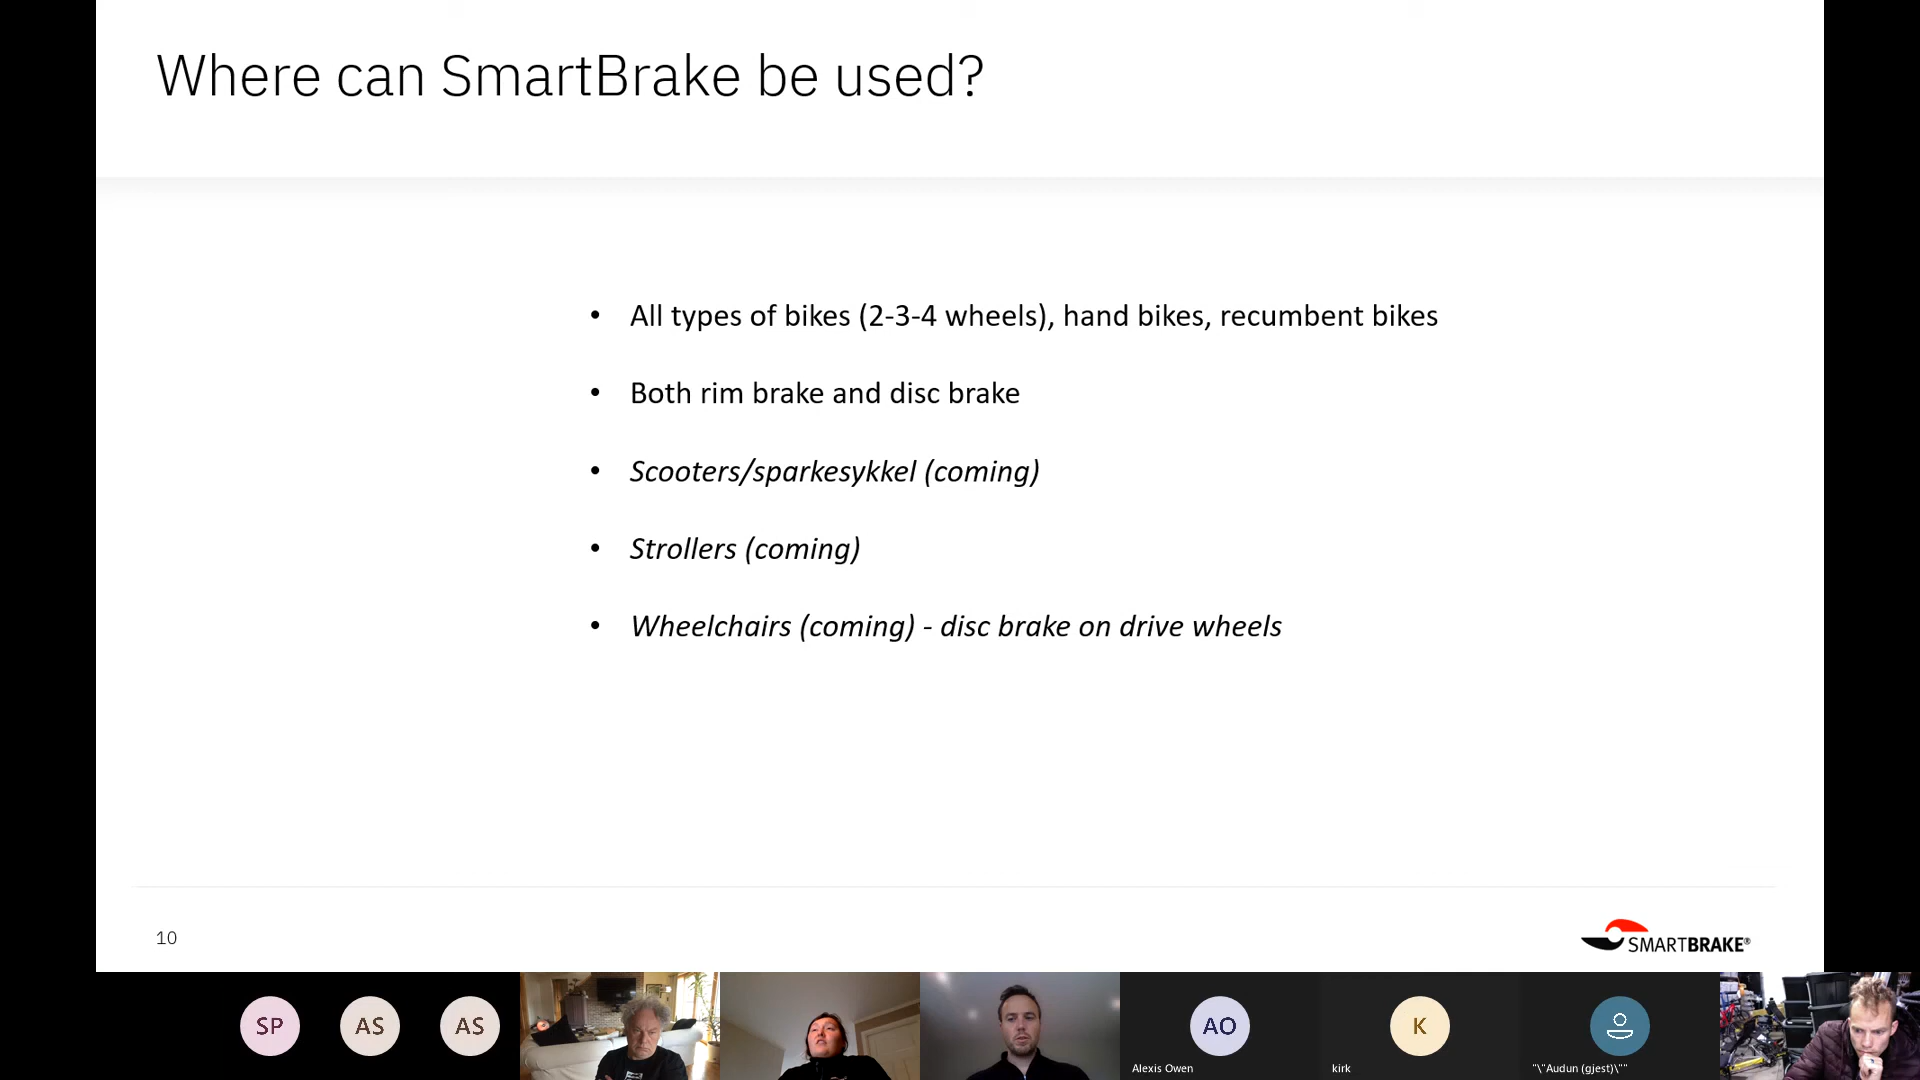 Where can SmartBrake be used?
• All types of bikes (2-3-4 wheels), hand bikes, recumbent bikes
• Both rim brake and disc brake
• Scooters/sparkesykkel (coming)
• Strollers (coming)
• Wheelchairs (coming) - disc brake on drive wheels
10
SMARTBRAKE®
SP
AS
AS
AO
K
Alexis Owen
kirk
"\"Audun (gjest)\""